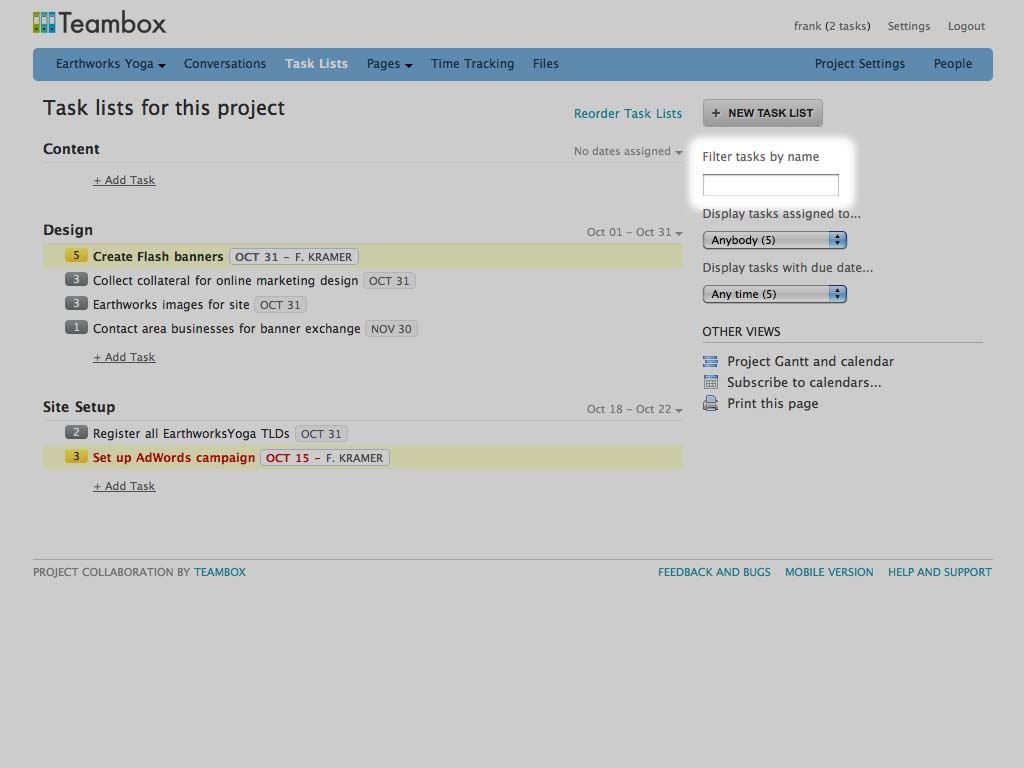 Teambox
frank (2 tasks) Settings Logout
Earthworks Yoga Conversations Task Lists Pages Time Tracking Files Project Settings People
Task lists for this project
Reorder Task Lists
+ NEW TASK LIST
Content
No dates assigned
+ Add Task
Design
Oct 01 – Oct 31
5 Create Flash banners OCT 31 – F. KRAMER
3 Collect collateral for online marketing design OCT 31
3 Earthworks images for site OCT 31
1 Contact area businesses for banner exchange NOV 30
+ Add Task
Site Setup
Oct 18 – Oct 22
2 Register all EarthworksYoga TLDs OCT 31
3 Set up AdWords campaign OCT 15 – F. KRAMER
+ Add Task
Filter tasks by name
Display tasks assigned to...
Anybody (5)
Display tasks with due date...
Any time (5)
OTHER VIEWS
Project Gantt and calendar
Subscribe to calendars...
Print this page
PROJECT COLLABORATION BY TEAMBOX
FEEDBACK AND BUGS MOBILE VERSION HELP AND SUPPORT